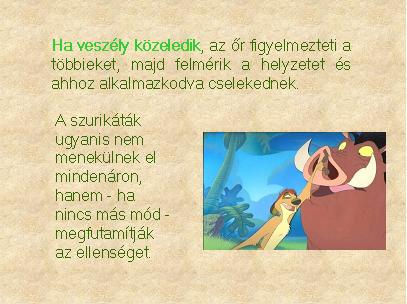 Ha veszély közeledik, az őr figyelmezteti a
többieket, majd felmérik a helyzetet és
ahhoz alkalmazkodva cselekednek.
A szurikáták
ugyanis nem
menekülnek el
mindenáron,
hanem - ha
nincs más mód -
megfutamítják
az ellenséget.